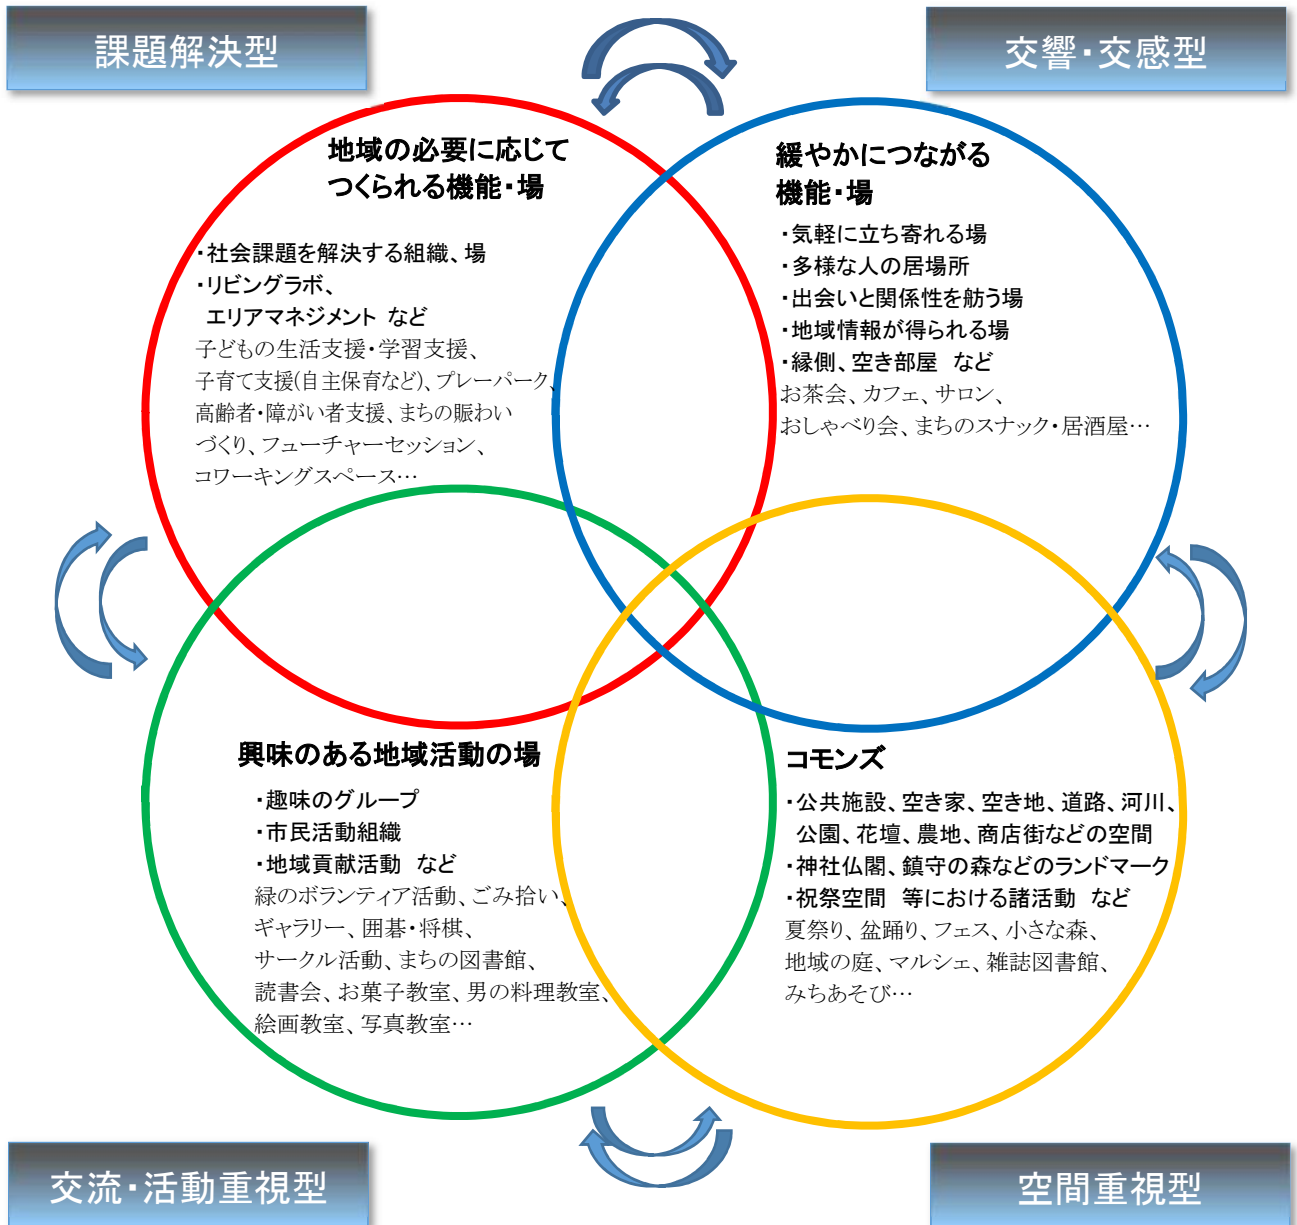 課題解決型
交響・交感型
地域の必要に応じて
つくられる機能・場
・社会課題を解決する組織、場
・リビングラボ、
エリアマネジメント など
子どもの生活支援・学習支援、
子育て支援(自主保育など)、プレーパーク、
高齢者・障がい者支援、まちの賑わい
づくり、フューチャーセッション、
コワーキングスペース…
緩やかにつながる
機能・場
・気軽に立ち寄れる場
・多様な人の居場所
・出会いと関係性を舫う場
・地域情報が得られる場
・縁側、空き部屋 など
お茶会、カフェ、サロン、
おしゃべり会、まちのスナック・居酒屋…
興味のある地域活動の場
・趣味のグループ
・市民活動組織
・地域貢献活動 など
緑のボランティア活動、ごみ拾い、
ギャラリー、囲碁・将棋、
サークル活動、まちの図書館、
読書会、お菓子教室、男の料理教室、
絵画教室、写真教室…
コモンズ
・公共施設、空き家、空き地、道路、河川、
公園、花壇、農地、商店街などの空間
・神社仏閣、鎮守の森などのランドマーク
・祝祭空間 等における諸活動 など
夏祭り、盆踊り、フェス、小さな森、
地域の庭、マルシェ、雑誌図書館、
みちあそび…
交流・活動重視型
空間重視型